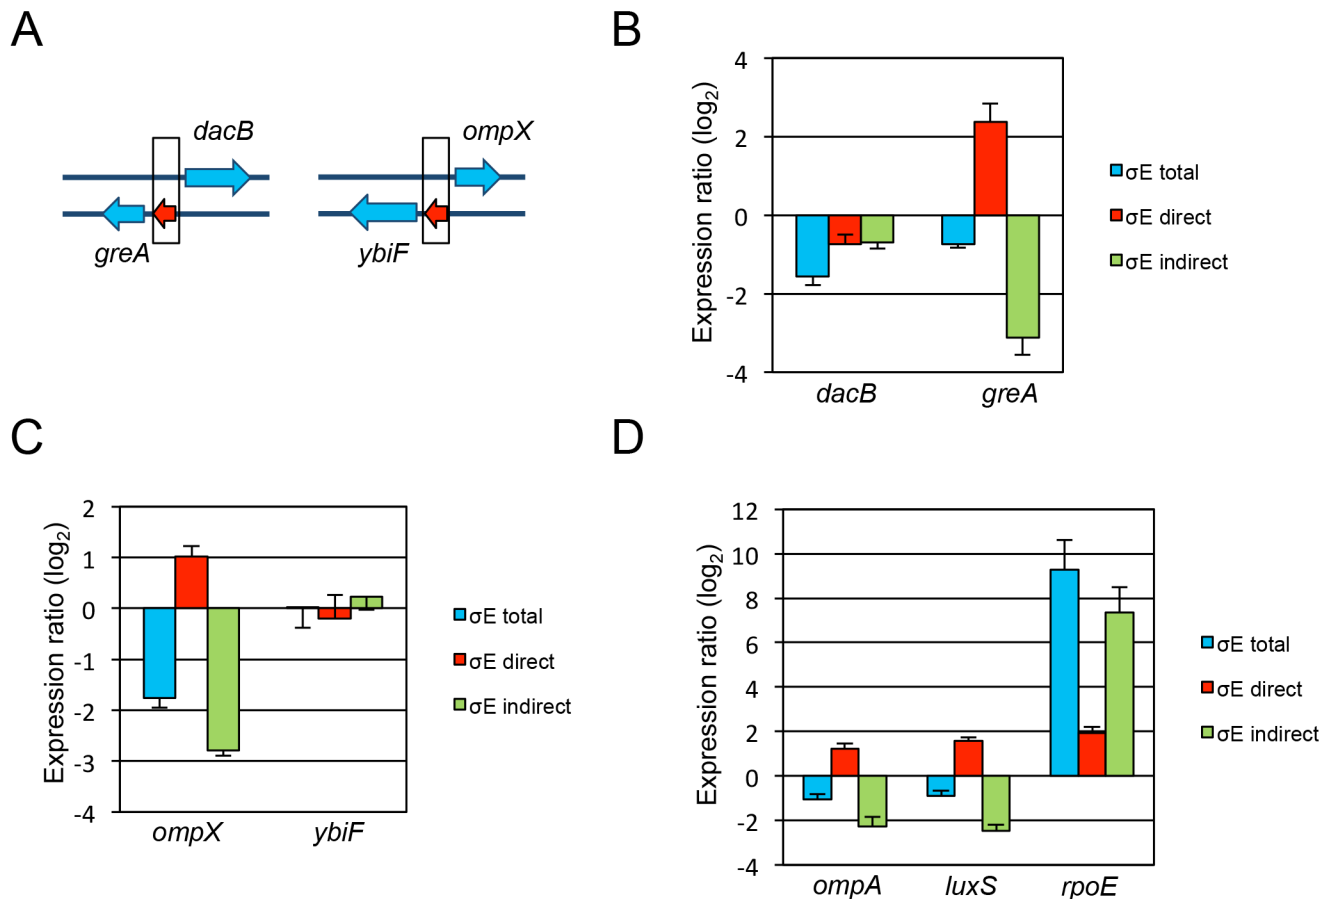 A
dacB
ompX
greA
ybiF
B
Expression ratio (log2)
4
2
0
-2
-4
dacB greA
σE total
σE direct
σE indirect
C
Expression ratio (log2)
2
1
0
-1
-2
-3
-4
ompX ybiF
σE total
σE direct
σE indirect
D
Expression ratio (log2)
12
10
8
6
4
2
0
-2
-4
ompA luxS rpoE
σE total
σE direct
σE indirect